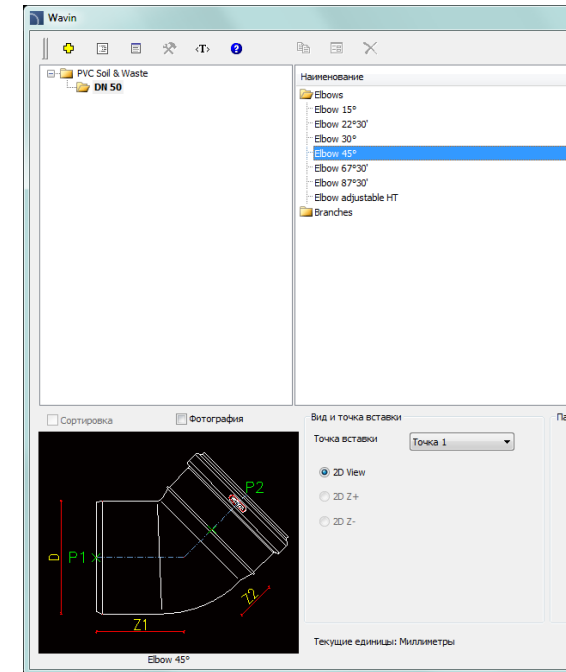 Wavin
‹T›
PVC Soil & Waste
DN 50
Наименование
Elbows
Elbow 15°
Elbow 22°30'
Elbow 30°
Elbow 45°
Elbow 67°30'
Elbow 87°30'
Elbow adjustable HT
Branches
Сортировка
Фотография
Вид и точка вставки
Па
Точка вставки
Точка 1
2D View
2D Z+
2D Z-
P2
D
P1
Z2
Z1
Elbow 45°
Текущие единицы: Миллиметры